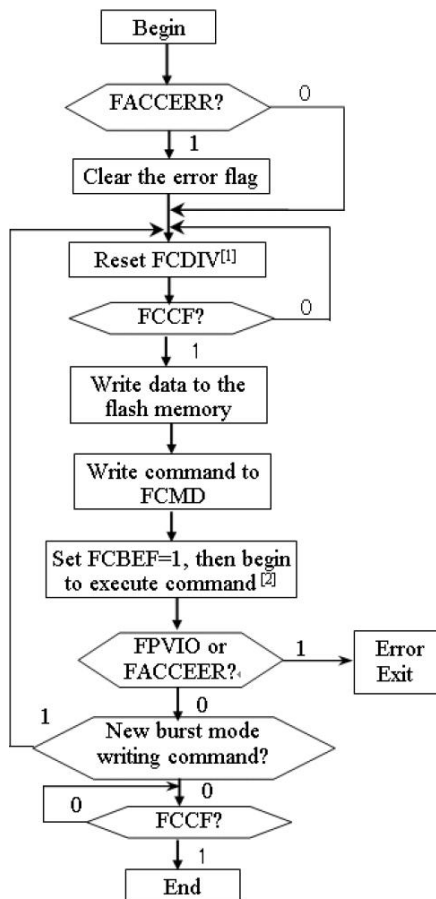 Begin
FACCERR?
0
1
Clear the error flag
Reset FCDIV[1]
FCCF?
0
1
Write data to the
flash memory
Write command to
FCMD
Set FCBEF=1, then begin
to execute command [2]
FPVIO or
FACCEER?
1
Error
Exit
0
1
New burst mode
writing command?
0
0
FCCF?
1
End